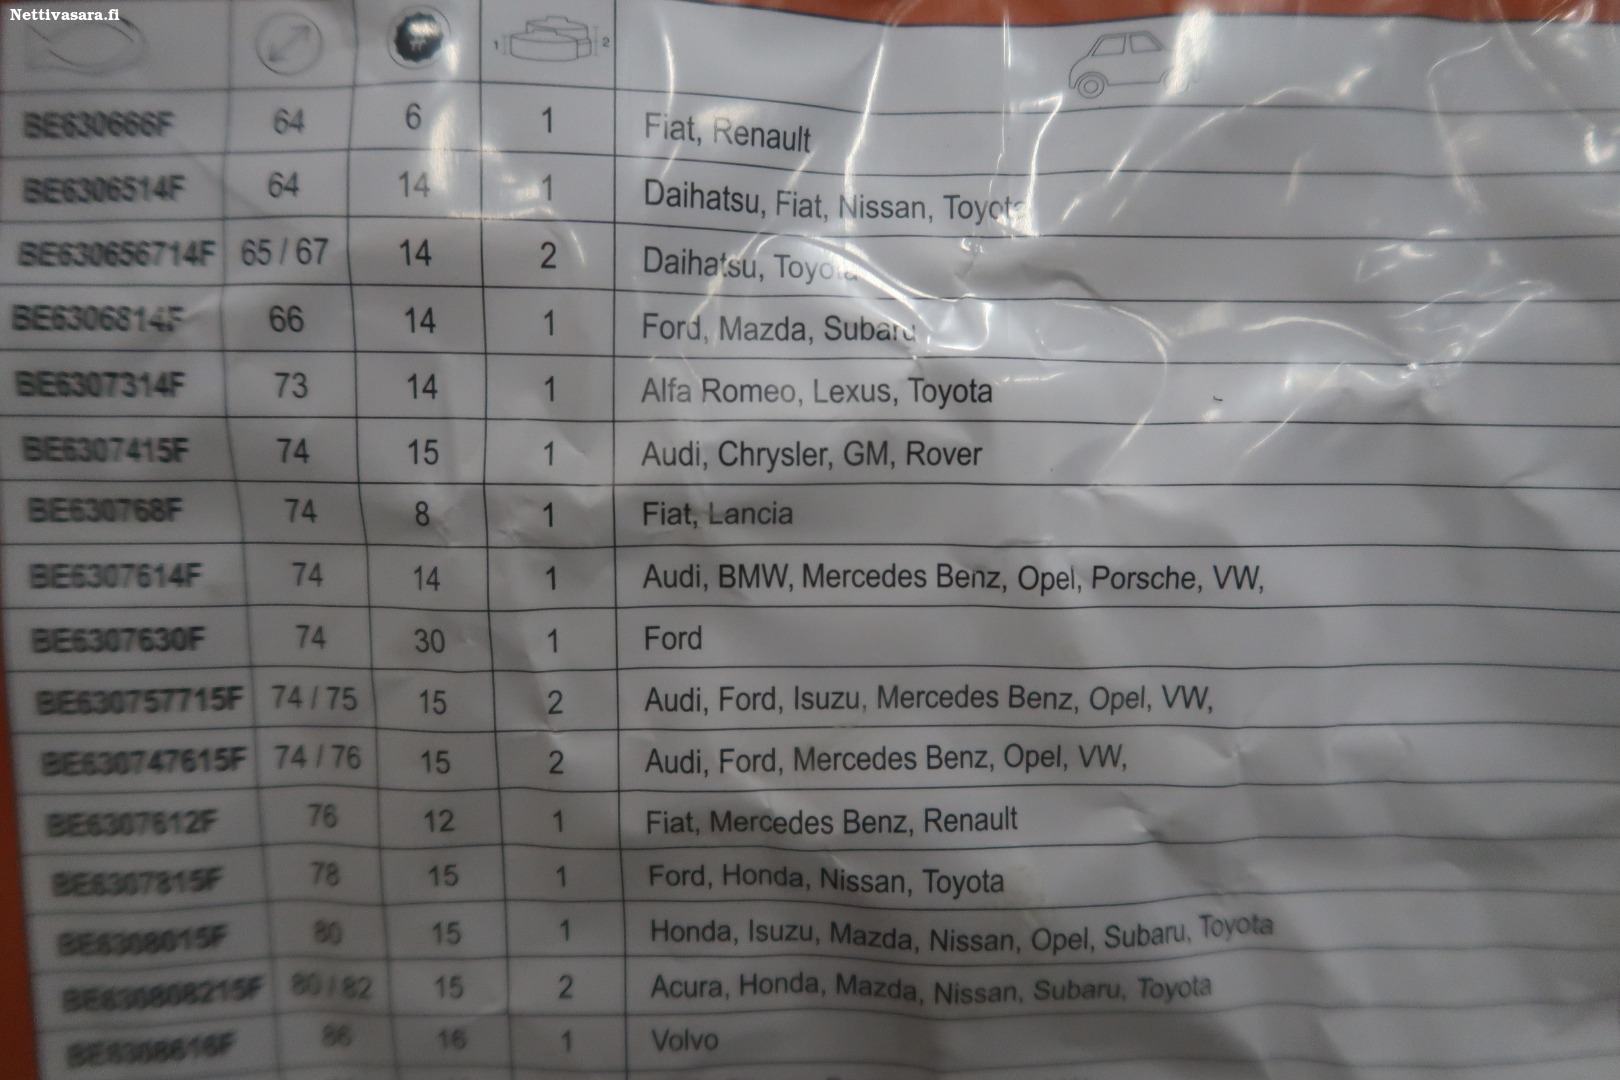 Nettivasara.fi
1 2
BE630666F 64 6 1 Fiat, Renault
BE6306514F 64 14 1 Daihatsu, Fiat, Nissan, Toyota
BE630656714F 65 / 67 14 2 Daihatsu, Toyota
BE6306814F 66 14 1 Ford, Mazda, Subaru
BE6307314F 73 14 1 Alfa Romeo, Lexus, Toyota
BE6307415F 74 15 1 Audi, Chrysler, GM, Rover
BE630768F 74 8 1 Fiat, Lancia
BE6307614F 74 14 1 Audi, BMW, Mercedes Benz, Opel, Porsche, VW,
BE6307630F 74 30 1 Ford
BE630757715F 74 / 75 15 2 Audi, Ford, Isuzu, Mercedes Benz, Opel, VW,
BE630747615F 74 / 76 15 2 Audi, Ford, Mercedes Benz, Opel, VW,
BE6307612F 76 12 1 Fiat, Mercedes Benz, Renault
BE6307815F 78 15 1 Ford, Honda, Nissan, Toyota
BE6308015F 80 15 1 Honda, Isuzu, Mazda, Nissan, Opel, Subaru, Toyota
BE630808215F 80 / 82 15 2 Acura, Honda, Mazda, Nissan, Subaru, Toyota
BE6308616F 86 16 1 Volvo